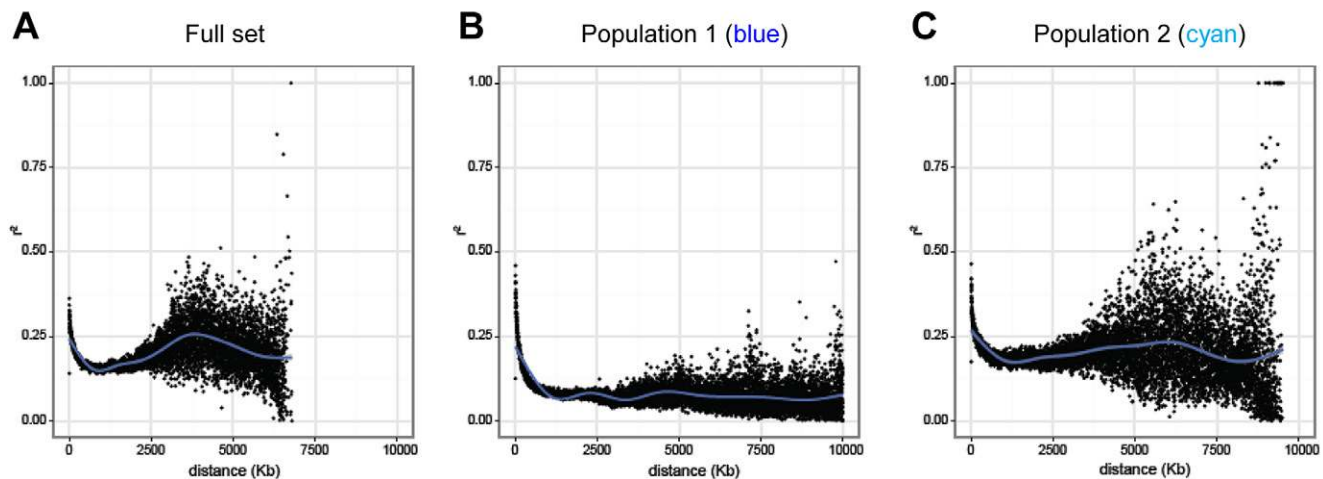 A Full set
1.00
0.75
0.50
0.25
0.00
r²
0 2500 5000 7500 10000
distance (Kb)
B Population 1 (blue)
1.00
0.75
0.50
0.25
0.00
r²
0 2500 5000 7500 10000
distance (Kb)
C Population 2 (cyan)
1.00
0.75
0.50
0.25
0.00
r²
0 2500 5000 7500 10000
distance (Kb)